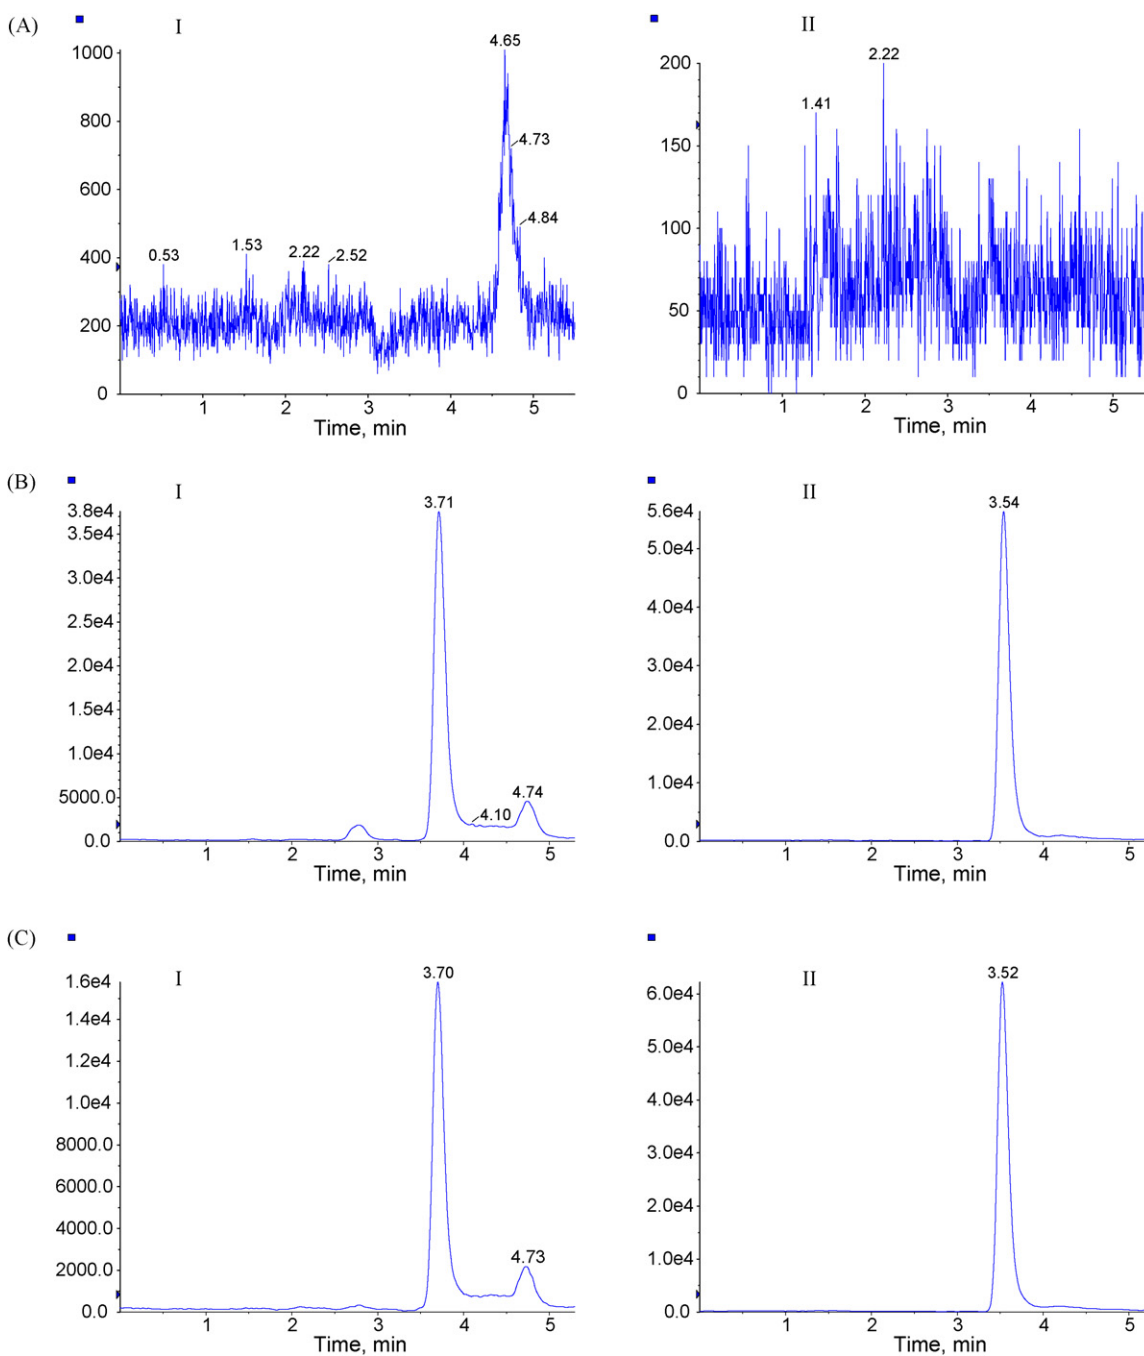 (A)
I
1000
800
600
400
200
0
0.53
1.53
2.22
2.52
4.65
4.73
4.84
1 2 3 4 5
Time, min
II
200
150
100
50
0
1.41
2.22
1 2 3 4 5
Time, min
(B)
I
3.8e4
3.5e4
3.0e4
2.5e4
2.0e4
1.5e4
1.0e4
5000.0
0.0
3.71
4.10
4.74
1 2 3 4 5
Time, min
II
5.6e4
5.0e4
4.0e4
3.0e4
2.0e4
1.0e4
0.0
3.54
1 2 3 4 5
Time, min
(C)
I
1.6e4
1.4e4
1.2e4
1.0e4
8000.0
6000.0
4000.0
2000.0
0.0
3.70
4.73
1 2 3 4 5
Time, min
II
6.0e4
5.0e4
4.0e4
3.0e4
2.0e4
1.0e4
0.0
3.52
1 2 3 4 5
Time, min